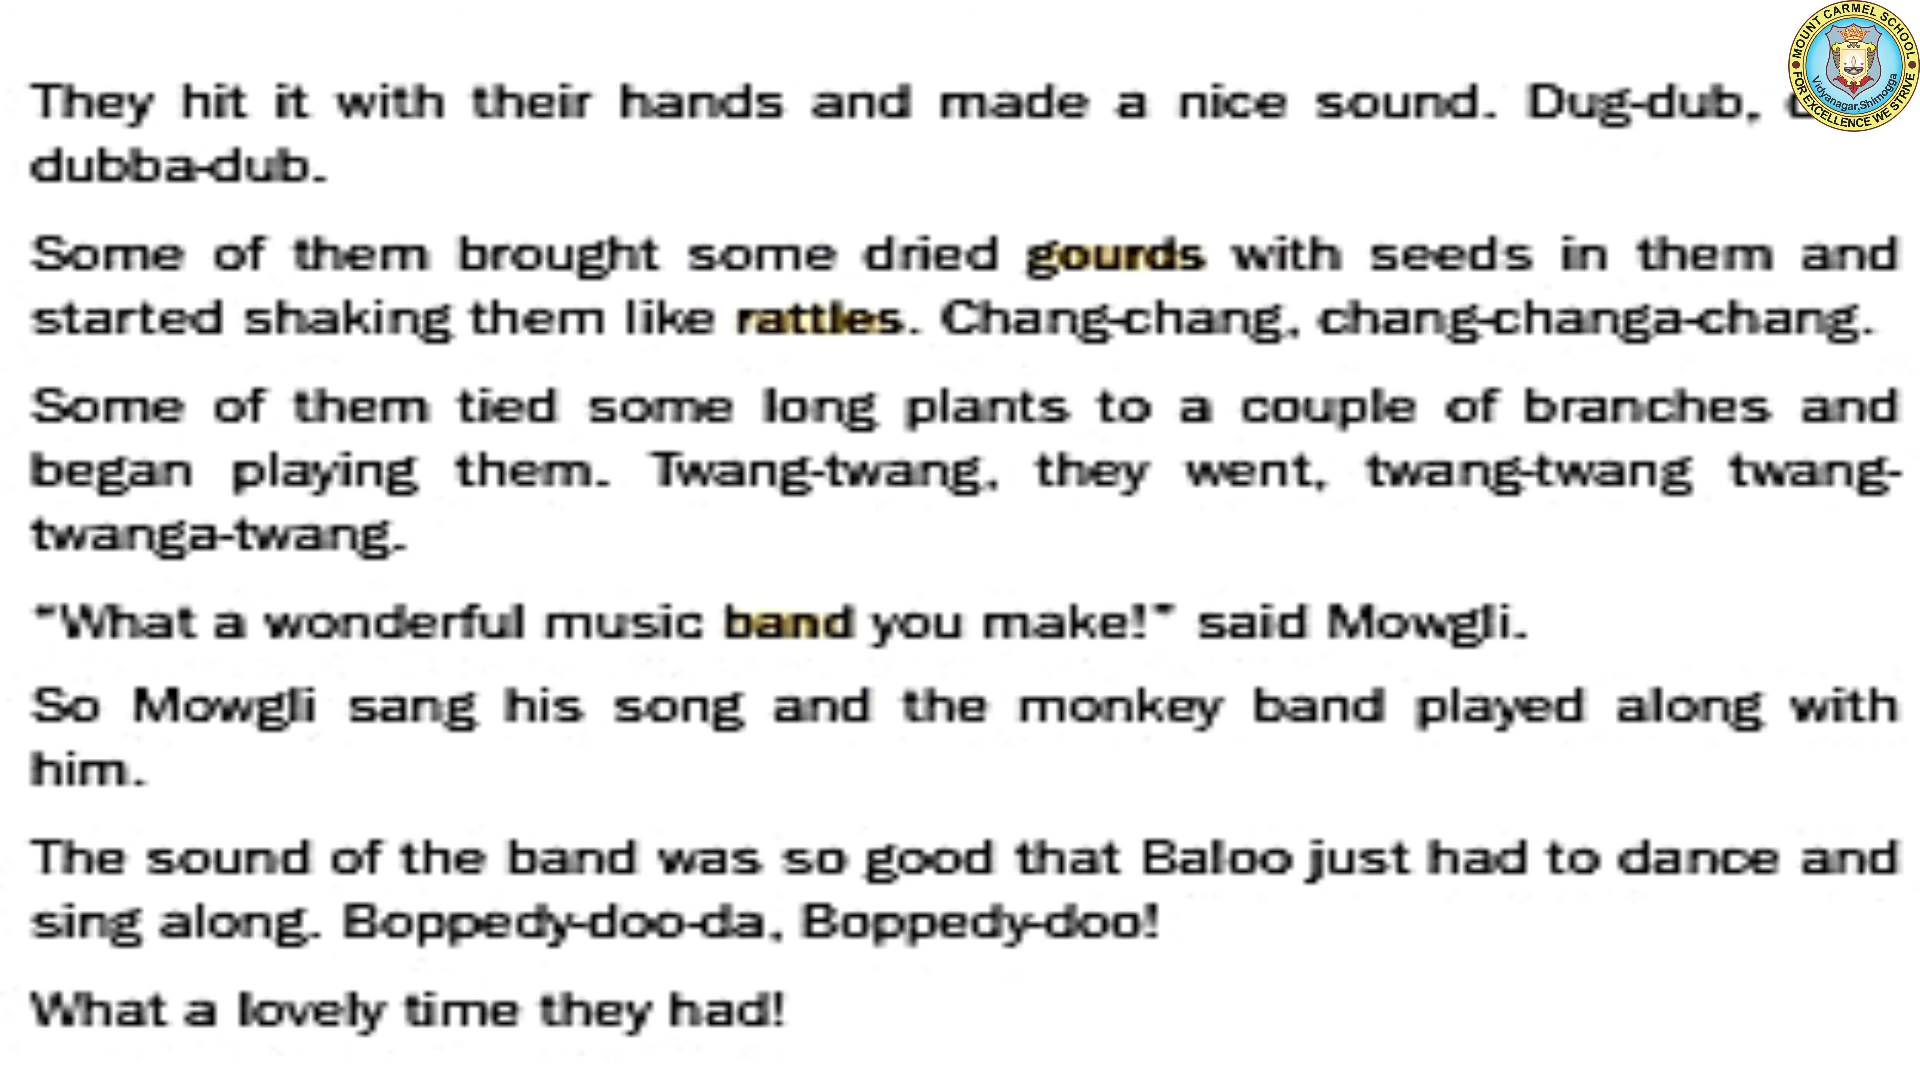 They hit it with their hands and made a nice sound. Dug-dub,
dubba-dub.
Some of them brought some dried gourds with seeds in them and
started shaking them like rattles. Chang-chang, chang-changa-chang.
Some of them tied some long plants to a couple of branches and
began playing them. Twang-twang, they went, twang-twang twang-
twanga-twang.
"What a wonderful music band you make!" said Mowgli.
So Mowgli sang his song and the monkey band played along with
him.
The sound of the band was so good that Baloo just had to dance and
sing along. Boppedy-doo-da, Boppedy-doo!
What a lovely time they had!
MOUNT CARMEL SCHOOL
Vidyanagar,Shimoga
FOR EXCELLENCE WE STRIVE